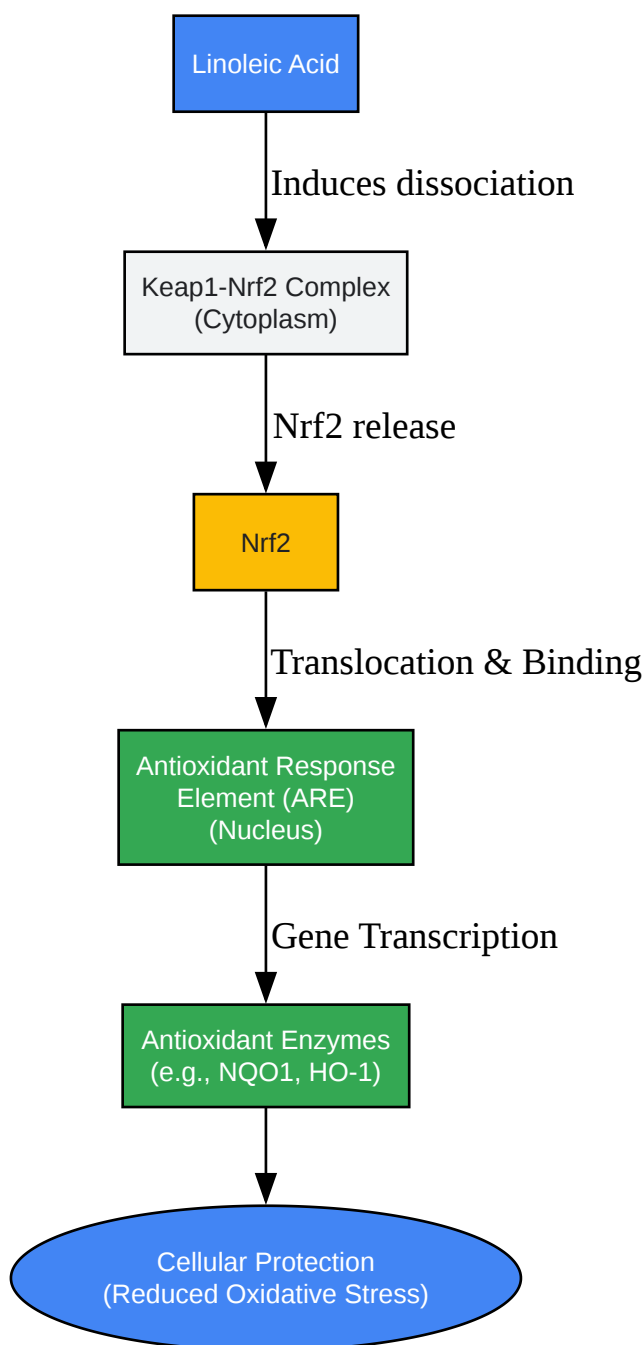 Linoleic Acid
Induces dissociation
Keap1-Nrf2 Complex
(Cytoplasm)
Nrf2 release
Nrf2
Translocation & Binding
Antioxidant Response
Element (ARE)
(Nucleus)
Gene Transcription
Antioxidant Enzymes
(e.g., NQO1, HO-1)
Cellular Protection
(Reduced Oxidative Stress)